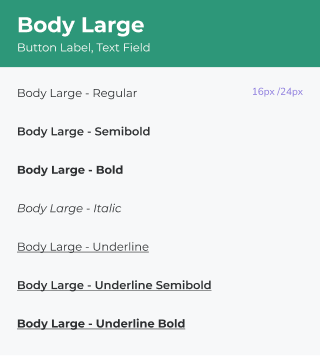 Body Large
Button Label, Text Field
Body Large - Regular
16px /24px
Body Large - Semibold
Body Large - Bold
Body Large - Italic
Body Large - Underline
Body Large - Underline Semibold
Body Large - Underline Bold